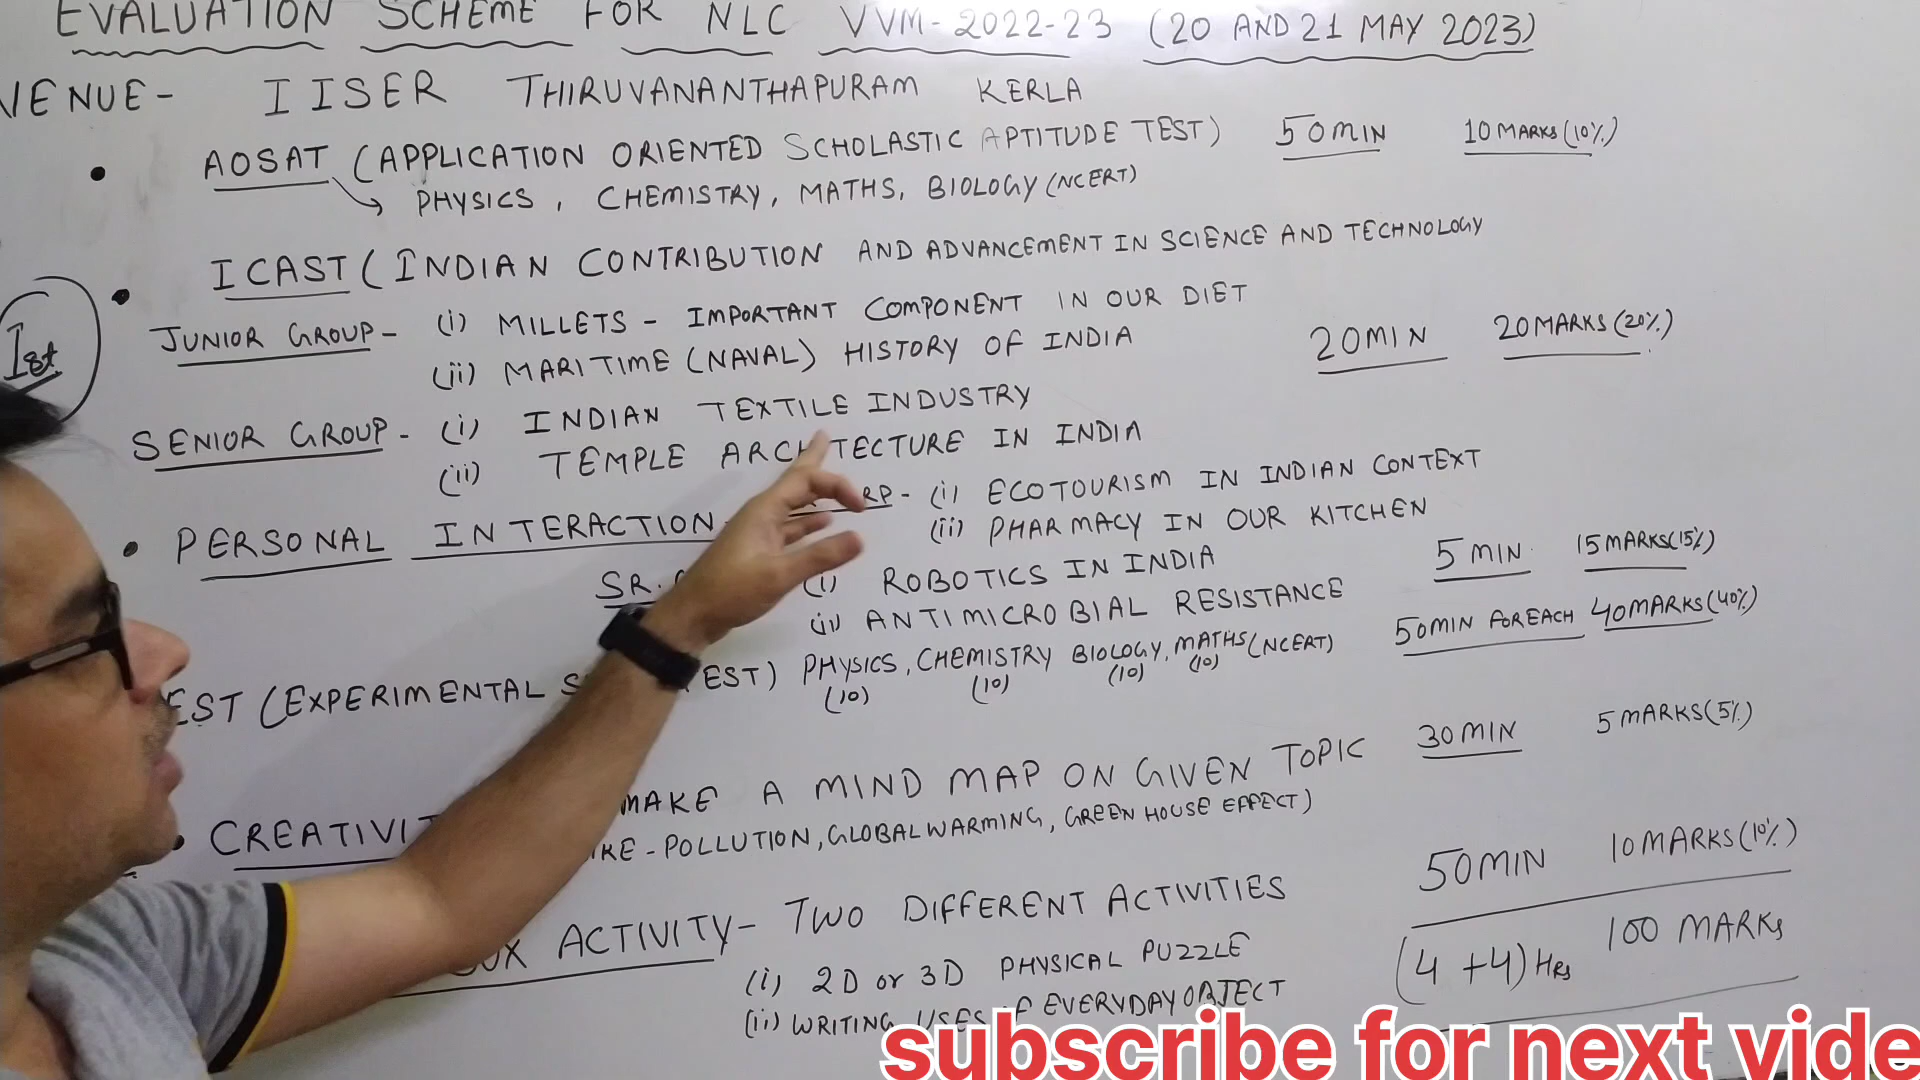 EVALUATION SCHEME FOR NLC VVM-2022-23 (20 AND 21 MAY 2023)
VENUE- IISER THIRUVANANTHAPURAM KERLA
• AOSAT (APPLICATION ORIENTED SCHOLASTIC APTITUDE TEST) 50 MIN 10 MARKS (10%)
PHYSICS, CHEMISTRY, MATHS, BIOLOGY (NCERT)
• ICAST (INDIAN CONTRIBUTION AND ADVANCEMENT IN SCIENCE AND TECHNOLOGY
Ist
JUNIOR GROUP- (i) MILLETS - IMPORTANT COMPONENT IN OUR DIET
(ii) MARITIME (NAVAL) HISTORY OF INDIA 20 MIN 20 MARKS (20%)
SENIOR GROUP- (i) INDIAN TEXTILE INDUSTRY
(ii) TEMPLE ARCHITECTURE IN INDIA
• PERSONAL INTERACTION- RP- (i) ECOTOURISM IN INDIAN CONTEXT
(ii) PHARMACY IN OUR KITCHEN
SR. (i) ROBOTICS IN INDIA 5 MIN 15 MARKS (15%)
(ii) ANTIMICROBIAL RESISTANCE
EST (EXPERIMENTAL S EST) PHYSICS, CHEMISTRY BIOLOGY, MATHS (NCERT) 50 MIN FOR EACH 40 MARKS (40%)
(10) (10) (10) (10)
• CREATIVIT MAKE A MIND MAP ON GIVEN TOPIC 30 MIN 5 MARKS (5%)
IKE - POLLUTION, GLOBAL WARMING, GREEN HOUSE EFFECT)
OX ACTIVITY- TWO DIFFERENT ACTIVITIES 50 MIN 10 MARKS (10%)
(i) 2D or 3D PHYSICAL PUZZLE (4+4) HRS 100 MARKS
(ii) WRITING USES OF EVERYDAY OBJECT
subscribe for next vide